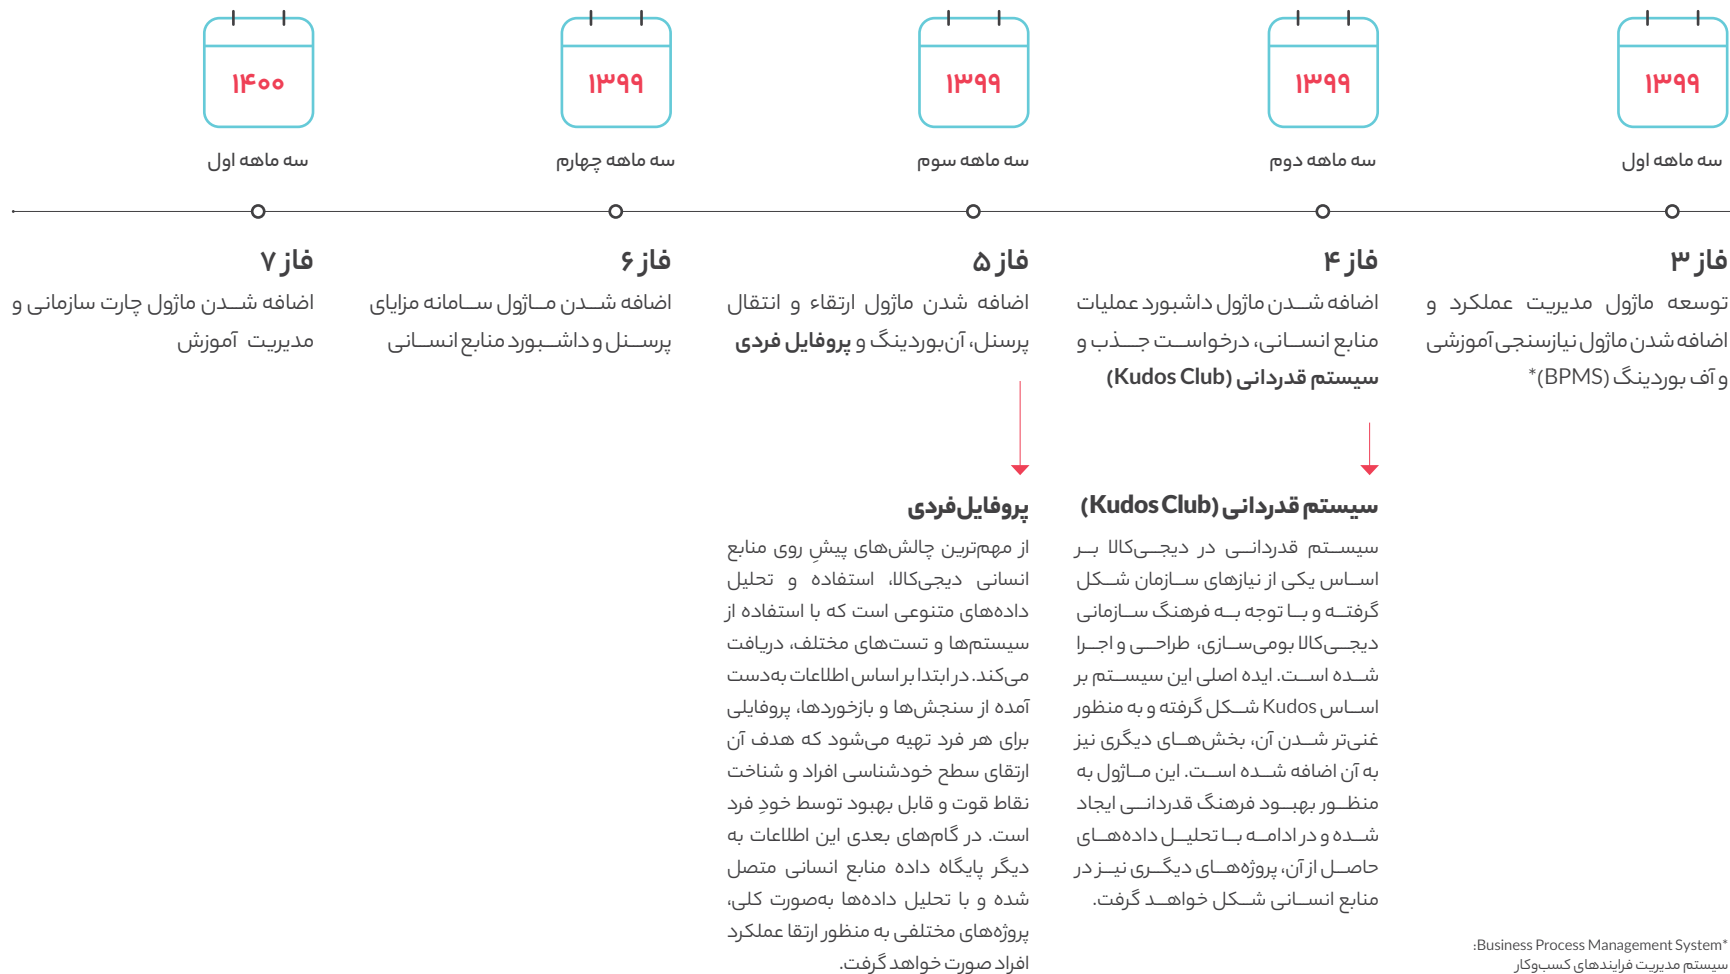 ۱۳۹۹
سه ماهه اول
فاز ۳
توسعه ماژول مدیریت عملکرد و
اضافه شدن ماژول نیازسنجی آموزشی
و آف بوردینگ (BPMS)*
۱۳۹۹
سه ماهه دوم
فاز ۴
اضافه شدن ماژول داشبورد عملیات
منابع انسانی، درخواست جذب و
سیستم قدردانی (Kudos Club)
سیستم قدردانی (Kudos Club)
سیستم قدردانی در دیجی‌کالا بر
اساس یکی از نیازهای سازمان شکل
گرفته و با توجه به فرهنگ سازمانی
دیجی‌کالا بومی‌سازی، طراحی و اجرا
شده است. ایده اصلی این سیستم بر
اساس Kudos شکل گرفته و به منظور
غنی‌تر شدن آن، بخش‌های دیگری نیز
به آن اضافه شده است. این ماژول به
منظور بهبود فرهنگ قدردانی ایجاد
شده و در ادامه با تحلیل داده‌های
حاصل از آن، پروژه‌های دیگری نیز در
منابع انسانی شکل خواهد گرفت.
۱۳۹۹
سه ماهه سوم
فاز ۵
اضافه شدن ماژول ارتقاء و انتقال
پرسنل، آن‌بوردینگ و پروفایل فردی
پروفایل‌فردی
از مهم‌ترین چالش‌های پیشِ روی منابع
انسانی دیجی‌کالا، استفاده و تحلیل
داده‌های متنوعی است که با استفاده از
سیستم‌ها و تست‌های مختلف، دریافت
می‌کند. در ابتدا بر اساس اطلاعات به‌دست
آمده از سنجش‌ها و بازخوردها، پروفایلی
برای هر فرد تهیه می‌شود که هدف آن
ارتقای سطح خودشناسی افراد و شناخت
نقاط قوت و قابل بهبود توسط خودِ فرد
است. در گام‌های بعدی این اطلاعات به
دیگر پایگاه داده منابع انسانی متصل
شده و با تحلیل داده‌ها به‌صورت کلی،
پروژه‌های مختلفی به منظور ارتقا عملکرد
افراد صورت خواهد گرفت.
۱۳۹۹
سه ماهه چهارم
فاز ۶
اضافه شدن ماژول سامانه مزایای
پرسنل و داشبورد منابع انسانی
۱۴۰۰
سه ماهه اول
فاز ۷
اضافه شدن ماژول چارت سازمانی و
مدیریت آموزش
*Business Process Management System:
سیستم مدیریت فرایندهای کسب‌وکار